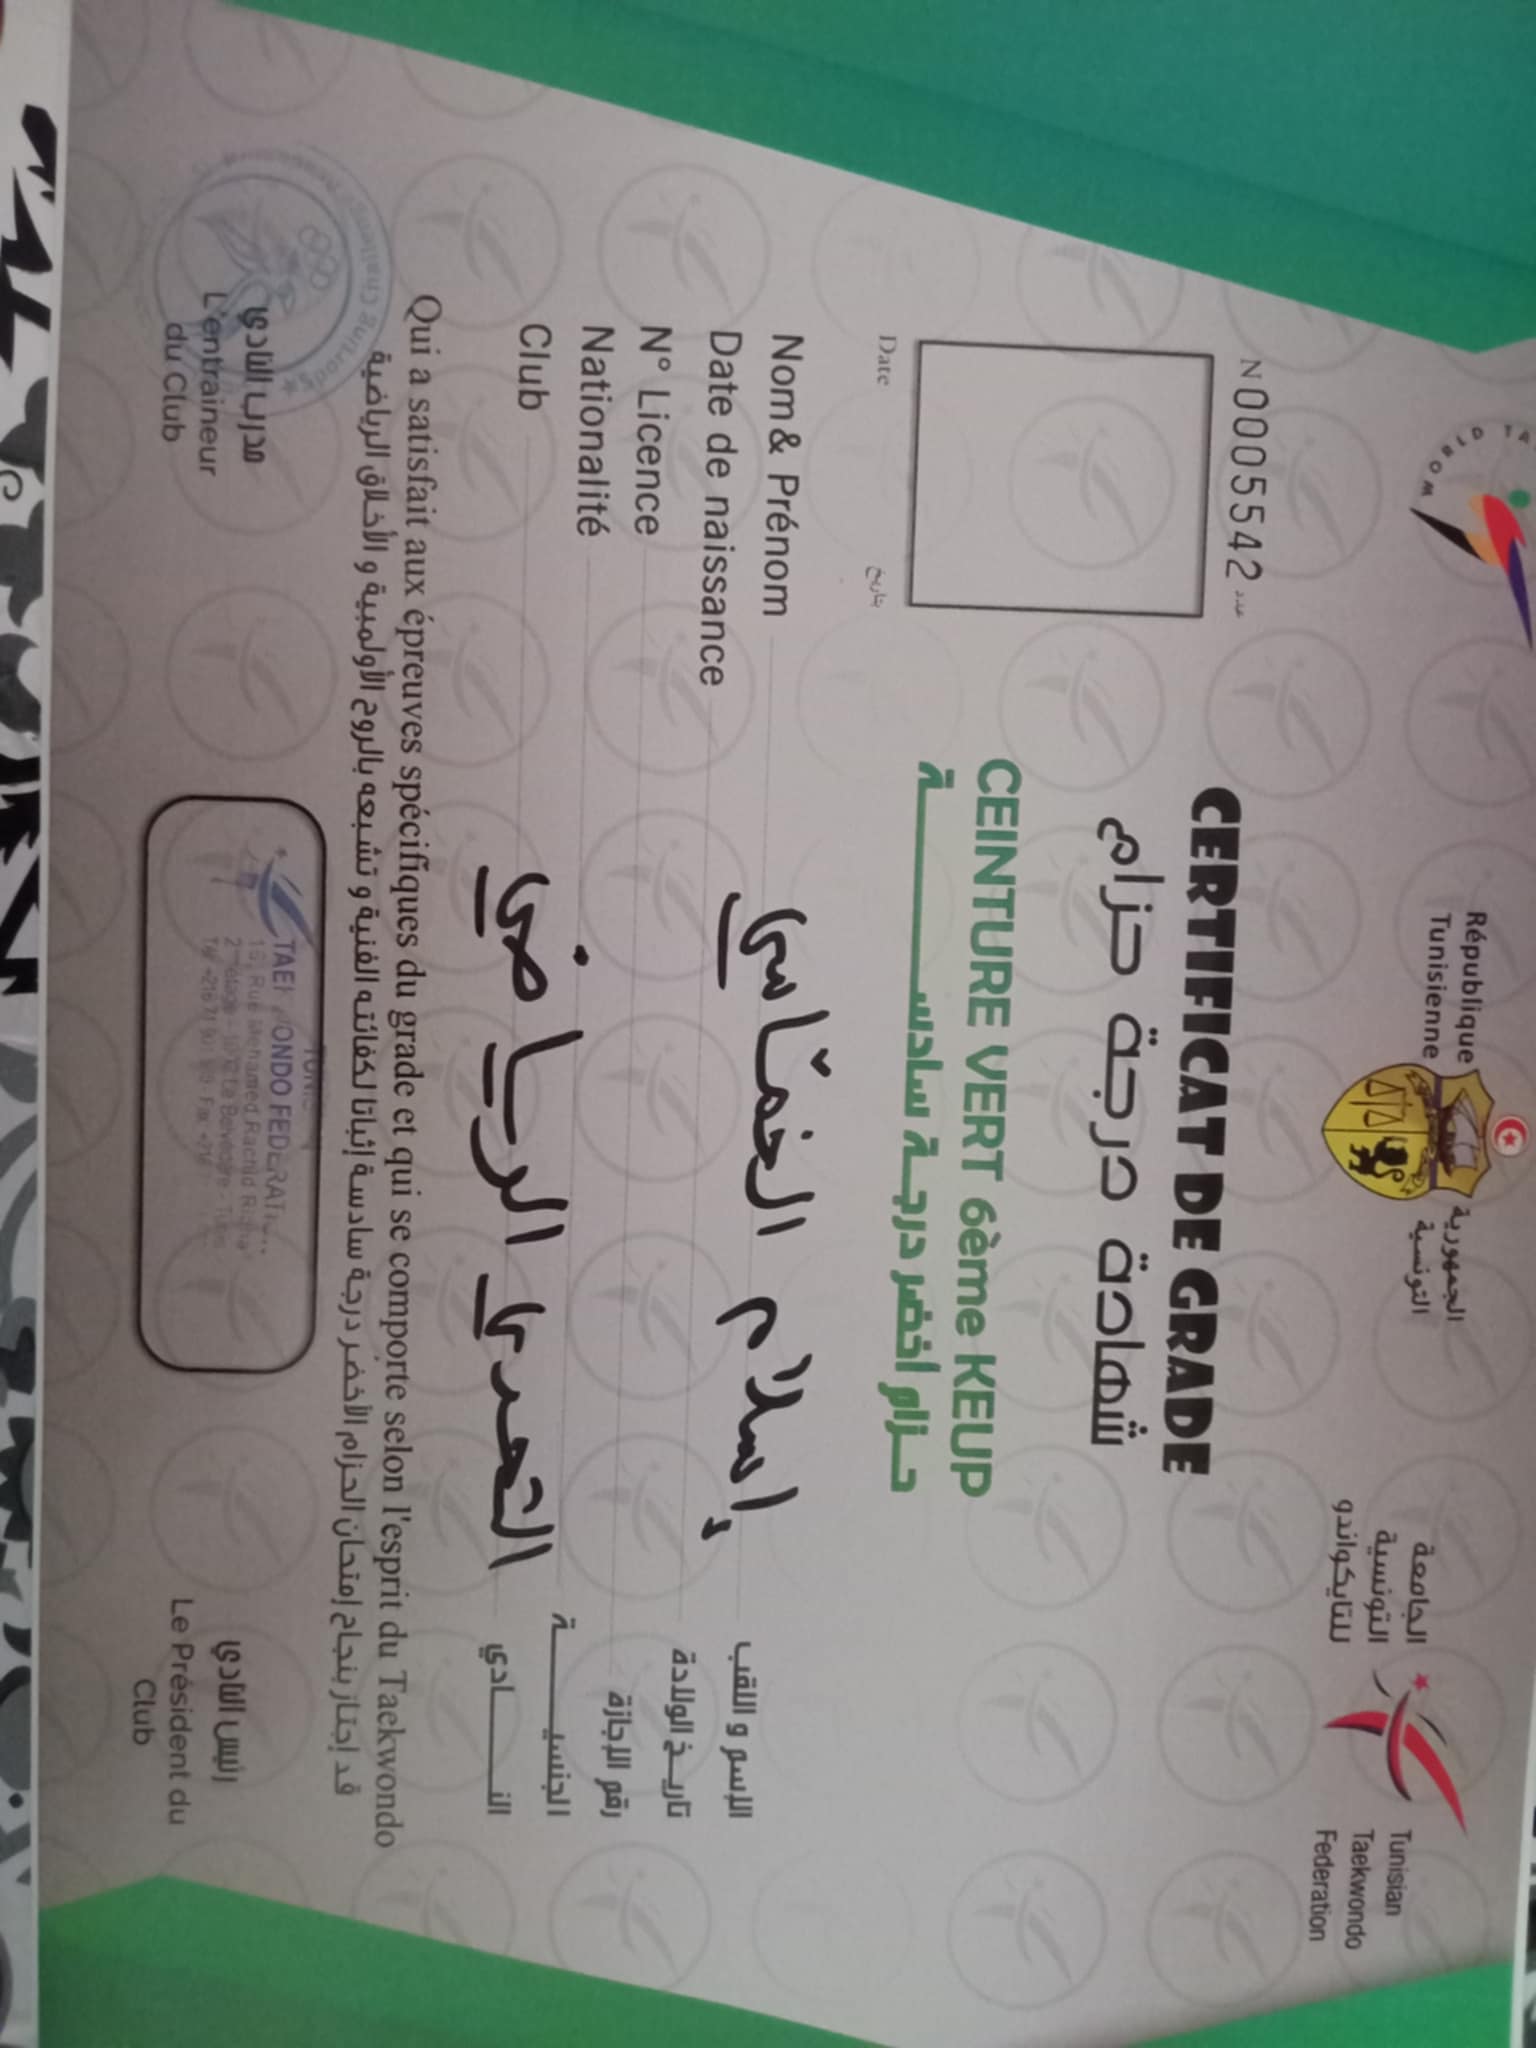 République
Tunisienne
الجمهورية
التونسية
الجامعة
التونسية
للتايكواندو
Tunisian
Taekwondo
Federation
N 0005542 عدد
CERTIFICAT DE GRADE
شهادة درجة حزام
CEINTURE VERT 6ème KEUP
حزام أخضر درجة سادسة
Date بتاريخ
Nom& Prénom إسلام الغماسي الإسم و اللقب
Date de naissance تاريخ الولادة
N° Licence رقم الإجازة
Nationalité الجنسية
Club التحدي الرياضي النادي
Qui a satisfait aux épreuves spécifiques du grade et qui se comporte selon l'esprit du Taekwondo
قد إجتاز بنجاح إمتحان الحزام الأخضر درجة سادسة إثباتا لكفائته الفنية و تشبعه بالروح الأولمبية و الأخلاق الرياضية
مدرب النادي
L'entraineur
du Club
رئيس النادي
Le Président du
Club